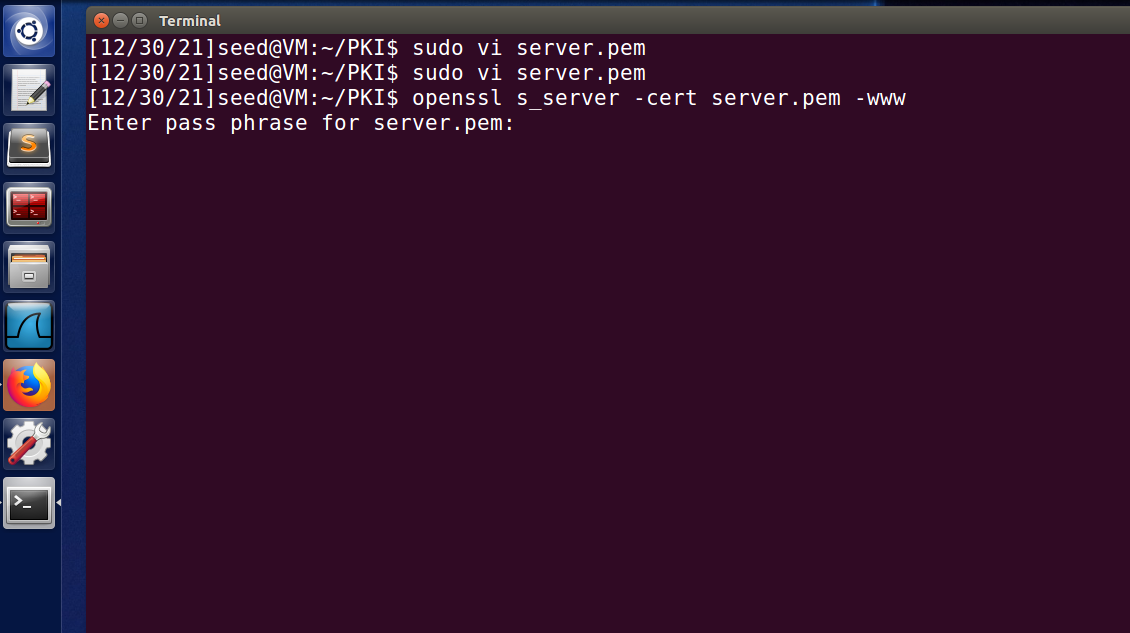 Terminal
[12/30/21]seed@VM:~/PKI$ sudo vi server.pem
[12/30/21]seed@VM:~/PKI$ sudo vi server.pem
[12/30/21]seed@VM:~/PKI$ openssl s_server -cert server.pem -www
Enter pass phrase for server.pem: